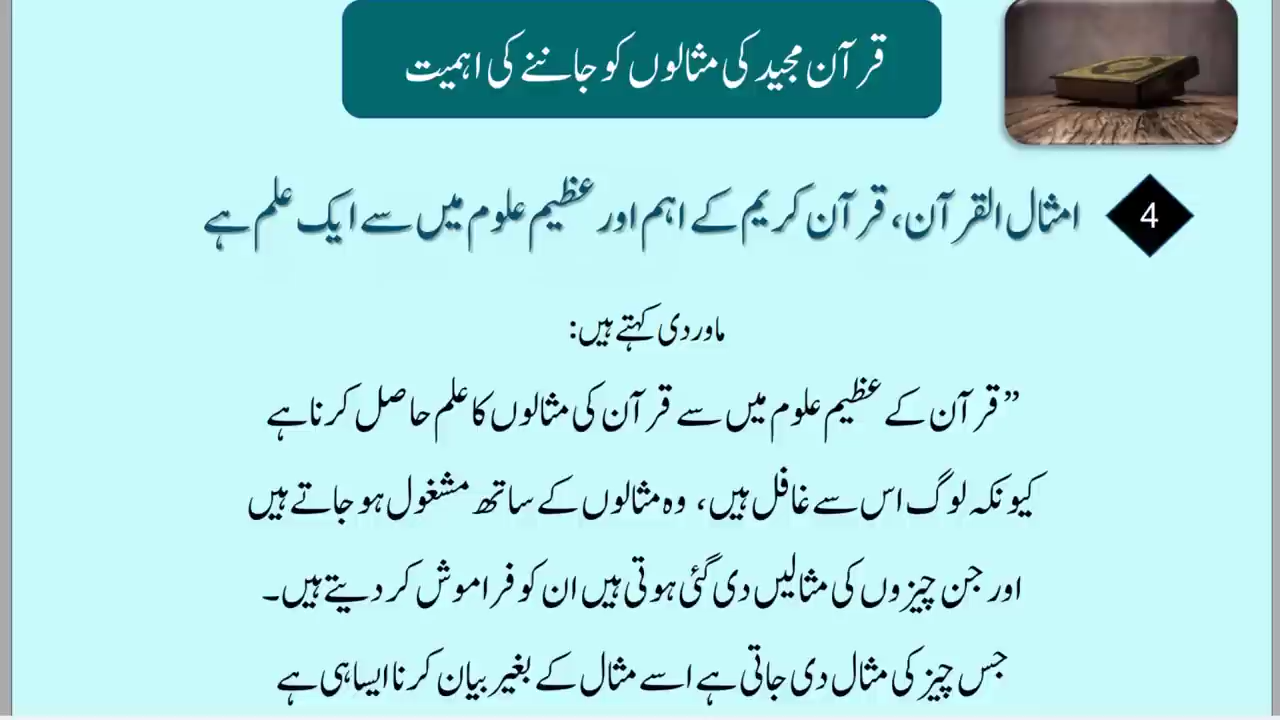 قرآن مجید کی مثالوں کو جاننے کی اہمیت
4
امثال القرآن، قرآن کریم کے اہم اور عظیم علوم میں سے ایک علم ہے
ماوردی کہتے ہیں:
”قرآن کے عظیم علوم میں سے قرآن کی مثالوں کا علم حاصل کرنا ہے
کیونکہ لوگ اس سے غافل ہیں، وہ مثالوں کے ساتھ مشغول ہو جاتے ہیں
اور جن چیزوں کی مثالیں دی گئی ہوتی ہیں ان کو فراموش کر دیتے ہیں۔
جس چیز کی مثال دی جاتی ہے اسے مثال کے بغیر بیان کرنا ایسا ہی ہے